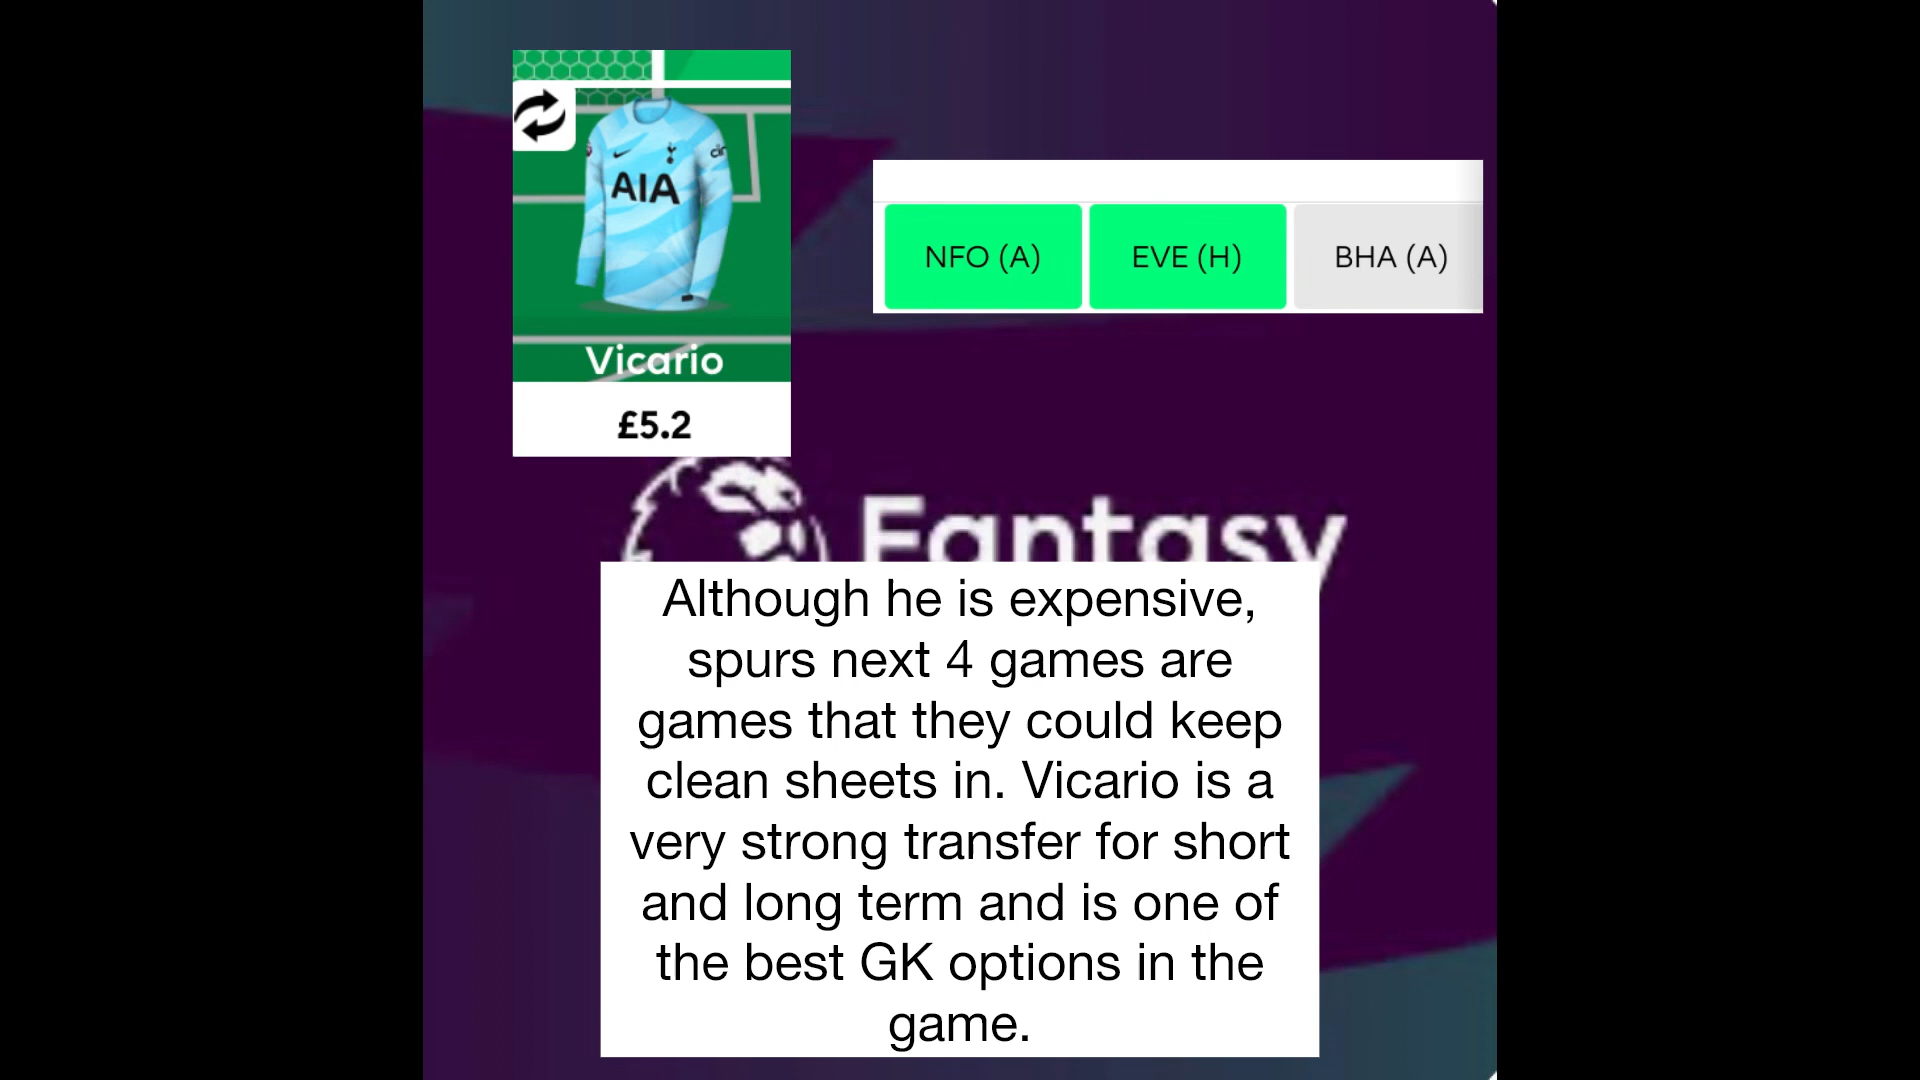 AIA
Vicario
£5.2
NFO (A) EVE (H) BHA (A)
Fantasy
Although he is expensive,
spurs next 4 games are
games that they could keep
clean sheets in. Vicario is a
very strong transfer for short
and long term and is one of
the best GK options in the
game.